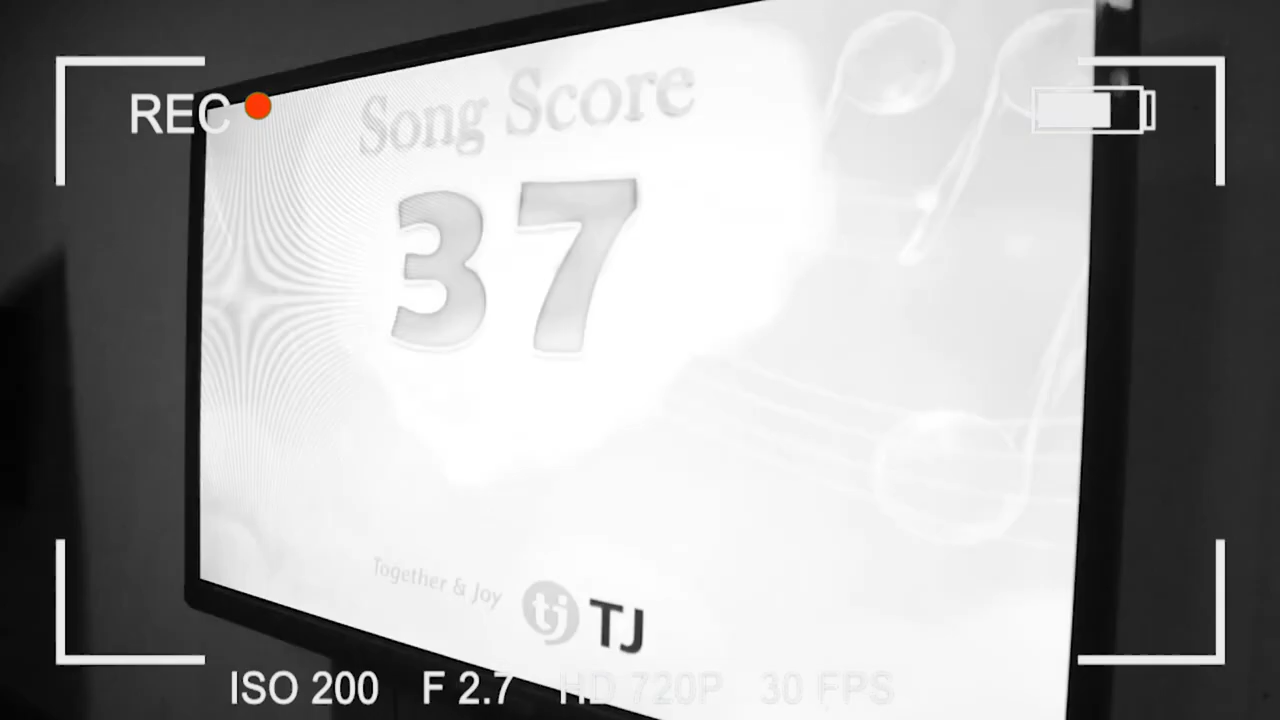 REC
Song Score
37
Together & Joy
tj TJ
ISO 200 F 2.7 HD 720P 30 FPS